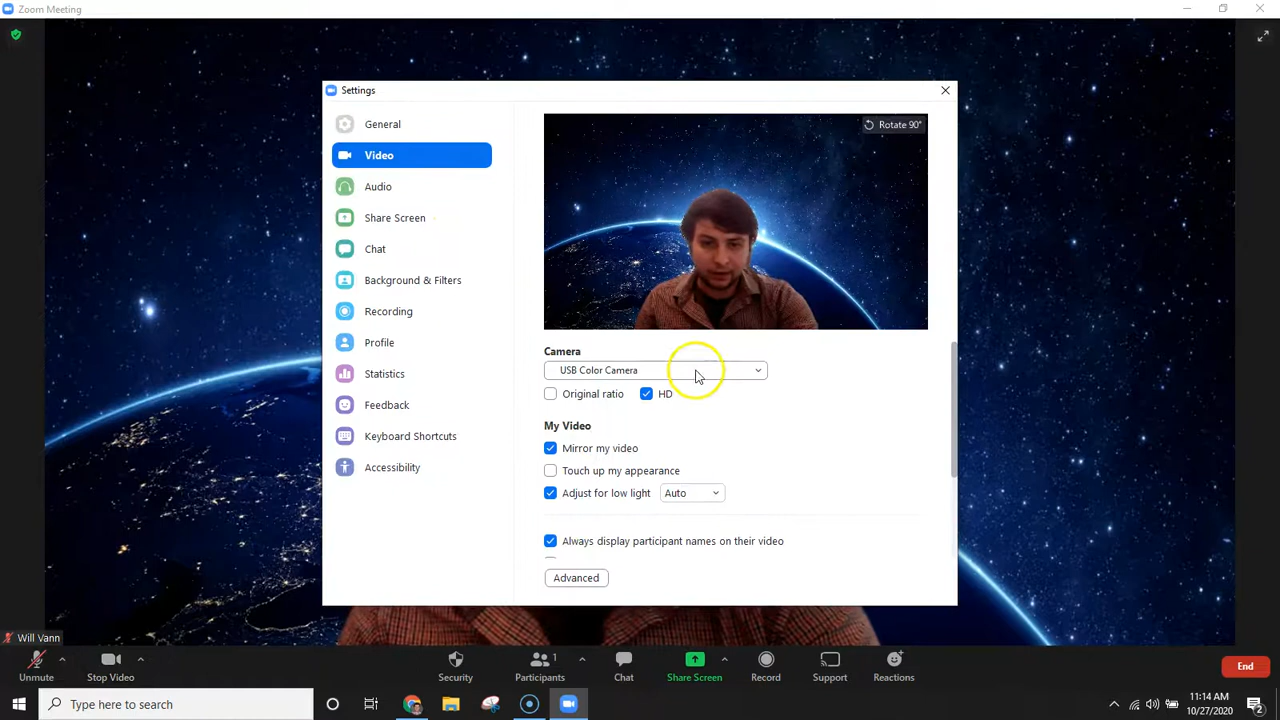 Zoom Meeting
Settings
General
Video
Audio
Share Screen
Chat
Background & Filters
Recording
Profile
Statistics
Feedback
Keyboard Shortcuts
Accessibility
Rotate 90°
Camera
USB Color Camera
Original ratio
HD
My Video
Mirror my video
Touch up my appearance
Adjust for low light
Auto
Always display participant names on their video
Advanced
Will Vann
Unmute
Stop Video
Security
1
Participants
Chat
Share Screen
Record
Support
Reactions
End
Type here to search
11:14 AM
10/27/2020
2